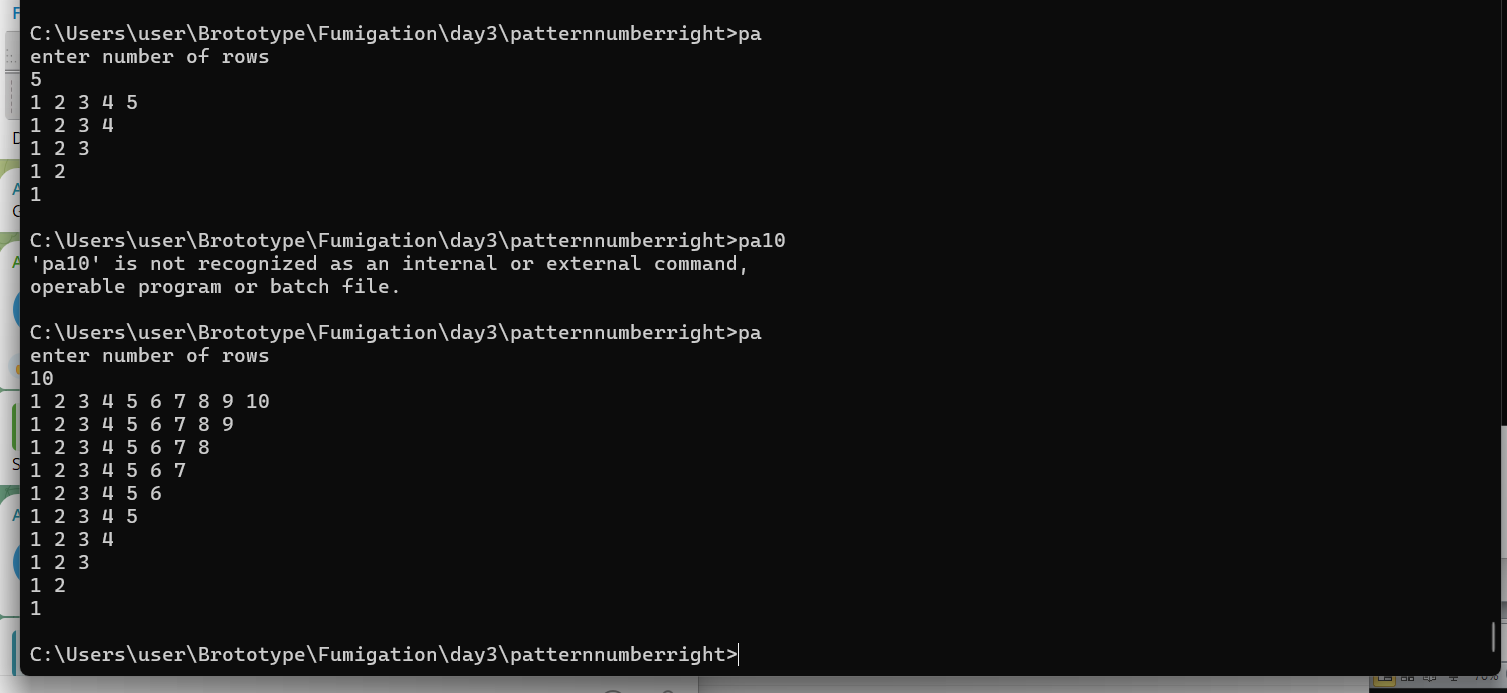 C:\Users\user\Brototype\Fumigation\day3\patternnumberright>pa
enter number of rows
5
1 2 3 4 5
1 2 3 4
1 2 3
1 2
1
C:\Users\user\Brototype\Fumigation\day3\patternnumberright>pa10
'pa10' is not recognized as an internal or external command,
operable program or batch file.
C:\Users\user\Brototype\Fumigation\day3\patternnumberright>pa
enter number of rows
10
1 2 3 4 5 6 7 8 9 10
1 2 3 4 5 6 7 8 9
1 2 3 4 5 6 7 8
1 2 3 4 5 6 7
1 2 3 4 5 6
1 2 3 4 5
1 2 3 4
1 2 3
1 2
1
C:\Users\user\Brototype\Fumigation\day3\patternnumberright>